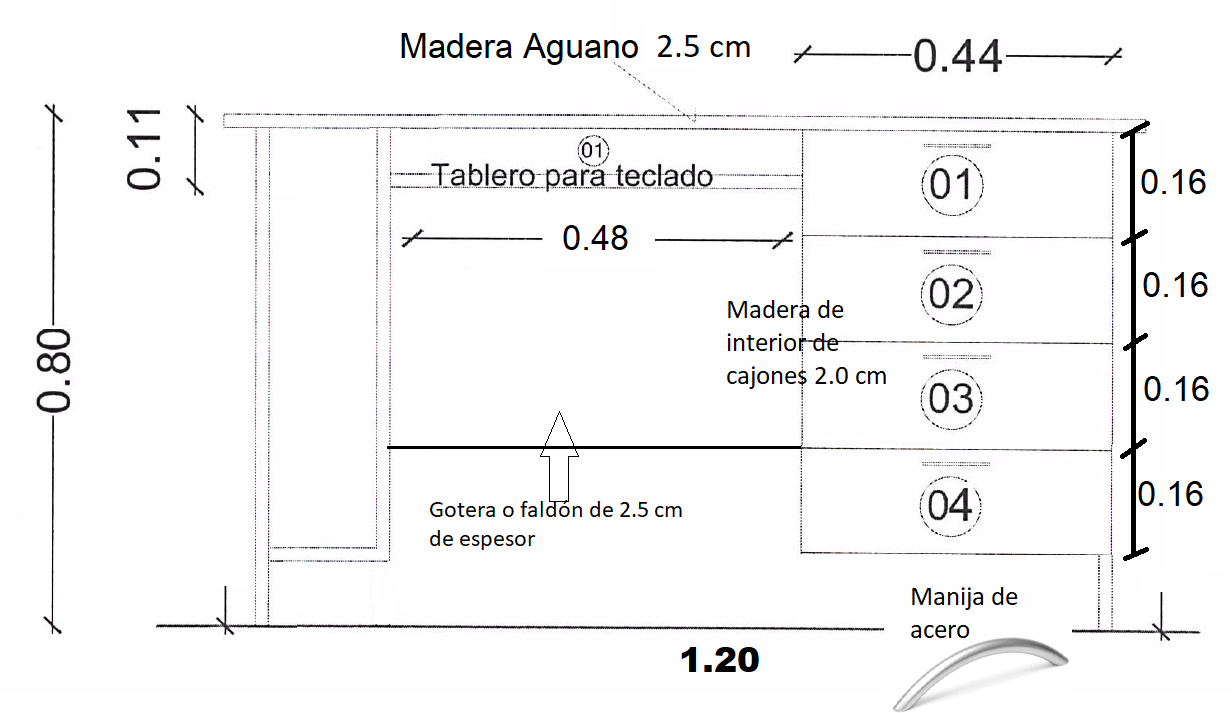 Madera Aguano 2.5 cm
0.44
0.11
01
Tablero para teclado
01
0.16
0.48
02
0.16
Madera de
interior de
cajones 2.0 cm
0.80
03
0.16
04
0.16
Gotera o faldón de 2.5 cm
de espesor
Manija de
acero
1.20